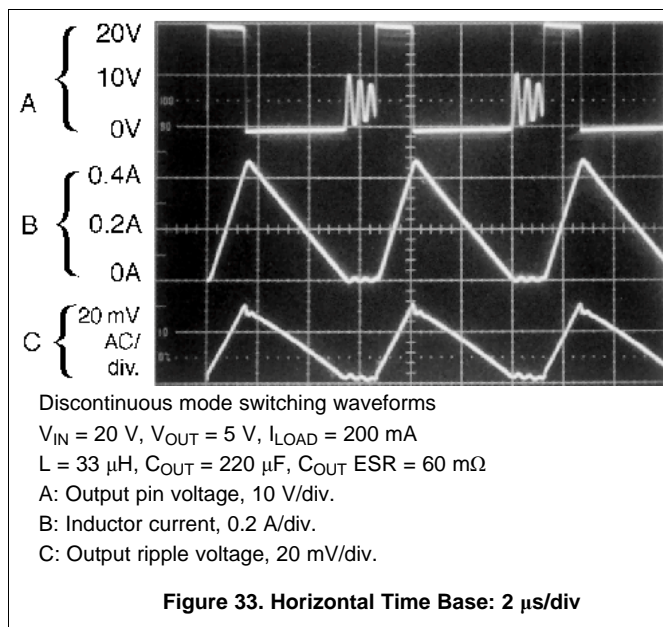 20V
10V
A
0V
0.4A
B 0.2A
0A
20 mV
C AC/
div.
Discontinuous mode switching waveforms
V_IN = 20 V, V_OUT = 5 V, I_LOAD = 200 mA
L = 33 μH, C_OUT = 220 μF, C_OUT ESR = 60 mΩ
A: Output pin voltage, 10 V/div.
B: Inductor current, 0.2 A/div.
C: Output ripple voltage, 20 mV/div.
Figure 33. Horizontal Time Base: 2 μs/div